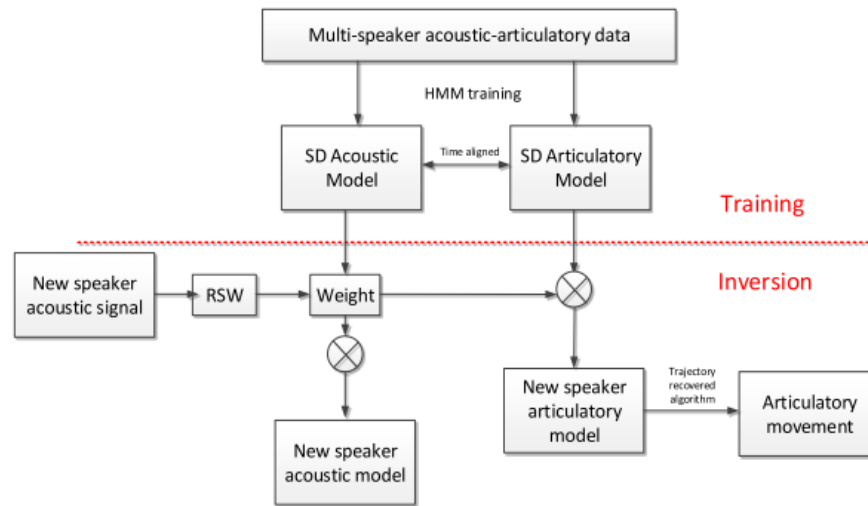 Multi-speaker acoustic-articulatory data
HMM training
SD Acoustic
Model
Time aligned
SD Articulatory
Model
Training
New speaker
acoustic signal
RSW
Weight
Inversion
New speaker
articulatory
model
Trajectory
recovered
algorithm
Articulatory
movement
New speaker
acoustic model